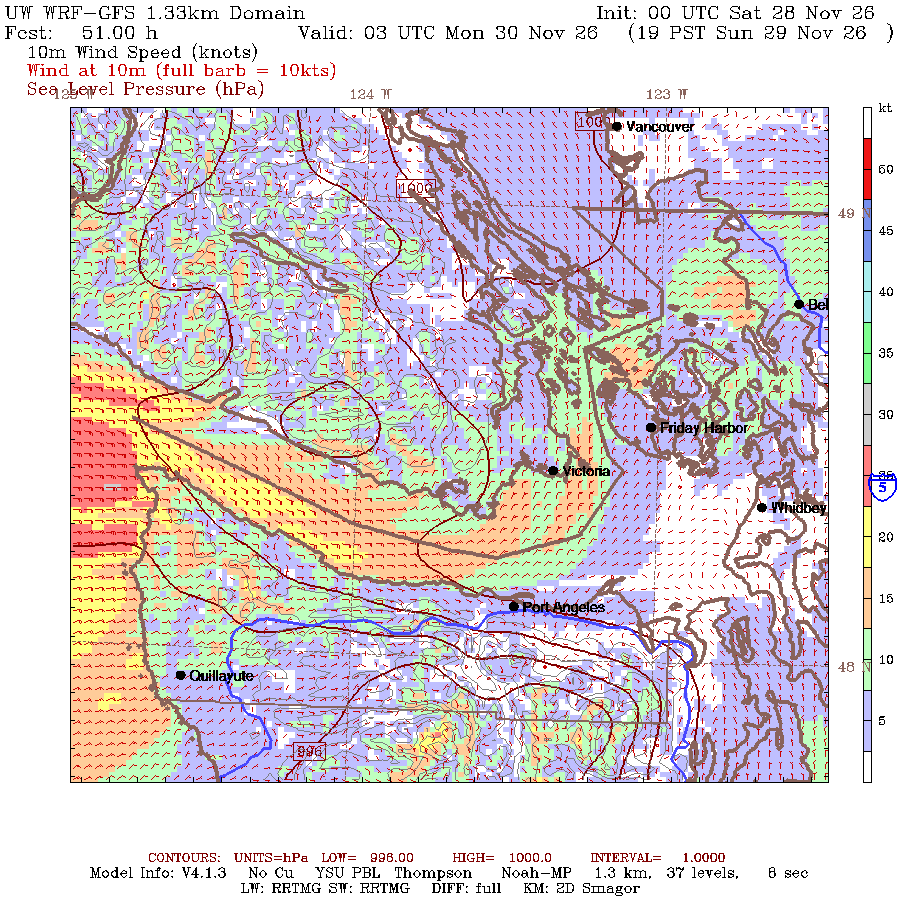 UW WRF-GFS 1.33km Domain Init: 00 UTC Sat 28 Nov 26
Fcst: 51.00 h Valid: 03 UTC Mon 30 Nov 26 (19 PST Sun 29 Nov 26 )
10m Wind Speed (knots)
Wind at 10m (full barb = 10kts)
Sea Level Pressure (hPa)
124 W 123 W
kt
Vancouver
1000
60
49 N
45
40
Bel
35
30
Friday Harbor
Victoria
5
Whidbey
20
15
Port Angeles
10
48 N
Quillayute
5
996
CONTOURS: UNITS=hPa LOW= 996.00 HIGH= 1000.0 INTERVAL= 1.0000
Model Info: V4.1.3 No Cu YSU PBL Thompson Noah-MP 1.3 km, 37 levels, 8 sec
LW: RRTMG SW: RRTMG DIFF: full KM: 2D Smagor